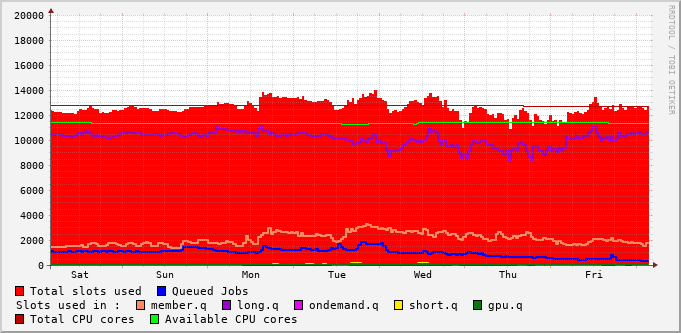 RRDTOOL / TOBI OETIKER
20000
18000
16000
14000
12000
10000
8000
6000
4000
2000
0
Sat Sun Mon Tue Wed Thu Fri
Total slots used Queued Jobs
Slots used in : member.q long.q ondemand.q short.q gpu.q
Total CPU cores Available CPU cores